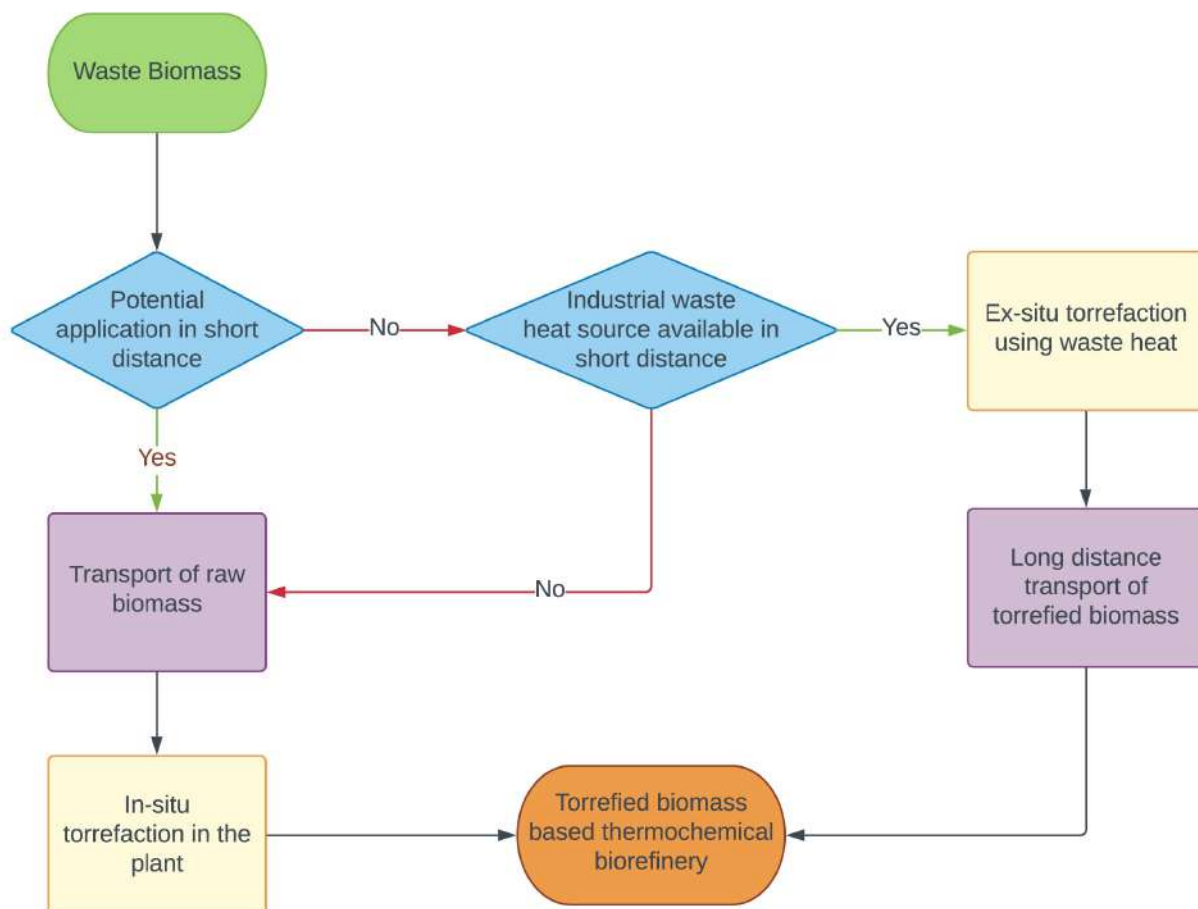 Waste Biomass
Potential
application in short
distance
No
Industrial waste
heat source available in
short distance
Yes
Ex-situ torrefaction
using waste heat
Yes
Transport of raw
biomass
No
Long distance
transport of
torrefied biomass
In-situ
torrefaction in the
plant
Torrefied biomass
based thermochemical
biorefinery